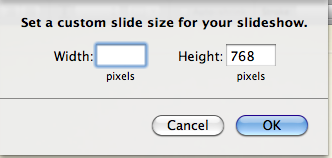 Set a custom slide size for your slideshow.
Width: Height: 768
pixels pixels
Cancel OK